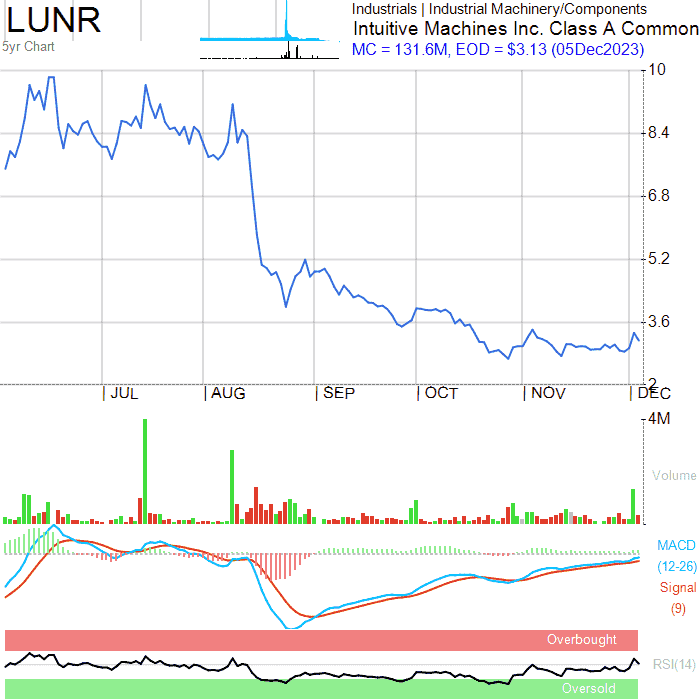 LUNR
Industrials | Industrial Machinery/Components
Intuitive Machines Inc. Class A Common
5yr Chart
MC = 131.6M, EOD = $3.13 (05Dec2023)
10
8.4
6.8
5.2
3.6
2
JUL AUG SEP OCT NOV DEC
4M
Volume
MACD
(12-26)
Signal
(9)
Overbought
RSI(14)
Oversold